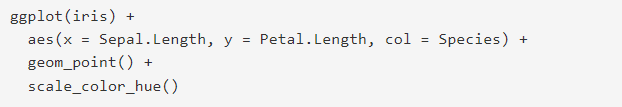 ggplot(iris) +
  aes(x = Sepal.Length, y = Petal.Length, col = Species) +
  geom_point() +
  scale_color_hue()